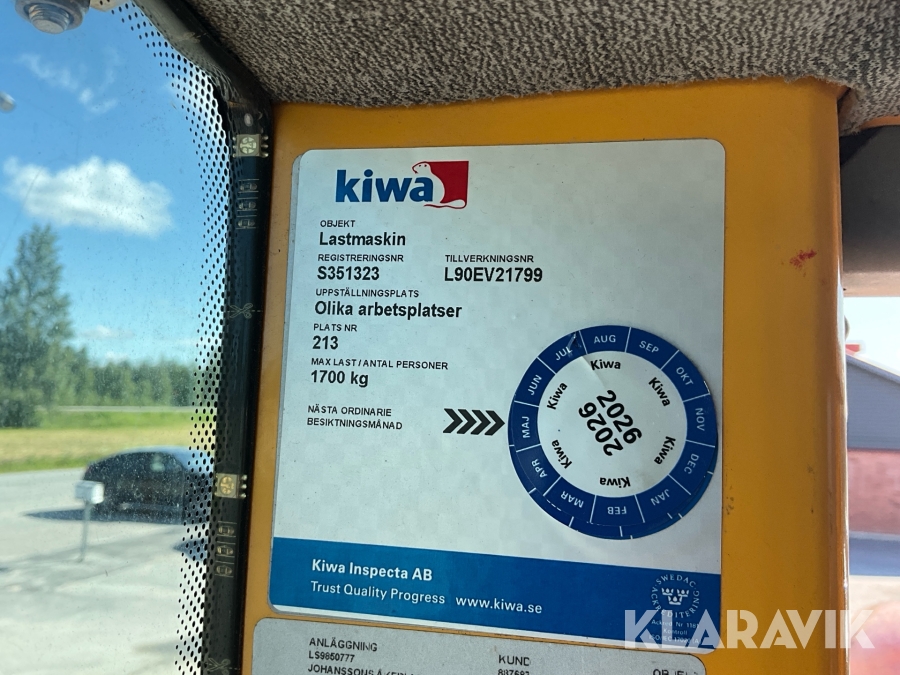 kiwa
OBJEKT
Lastmaskin
REGISTRERINGSNR TILLVERKNINGSNR
S351323 L90EV21799
UPPSTÄLLNINGSPLATS
Olika arbetsplatser
PLATS NR
213
MAX LAST / ANTAL PERSONER
1700 kg
NÄSTA ORDINARIE
BESIKTNINGSMÅNAD
JAN FEB MAR APR MAJ JUN JUL AUG SEP OKT NOV DEC
Kiwa Kiwa Kiwa Kiwa Kiwa Kiwa
2026
2026
Kiwa Inspecta AB
Trust Quality Progress www.kiwa.se
SWEDAC
ACKREDITERING
KLARAVIK
ANLÄGGNING
LS9850777
KUND